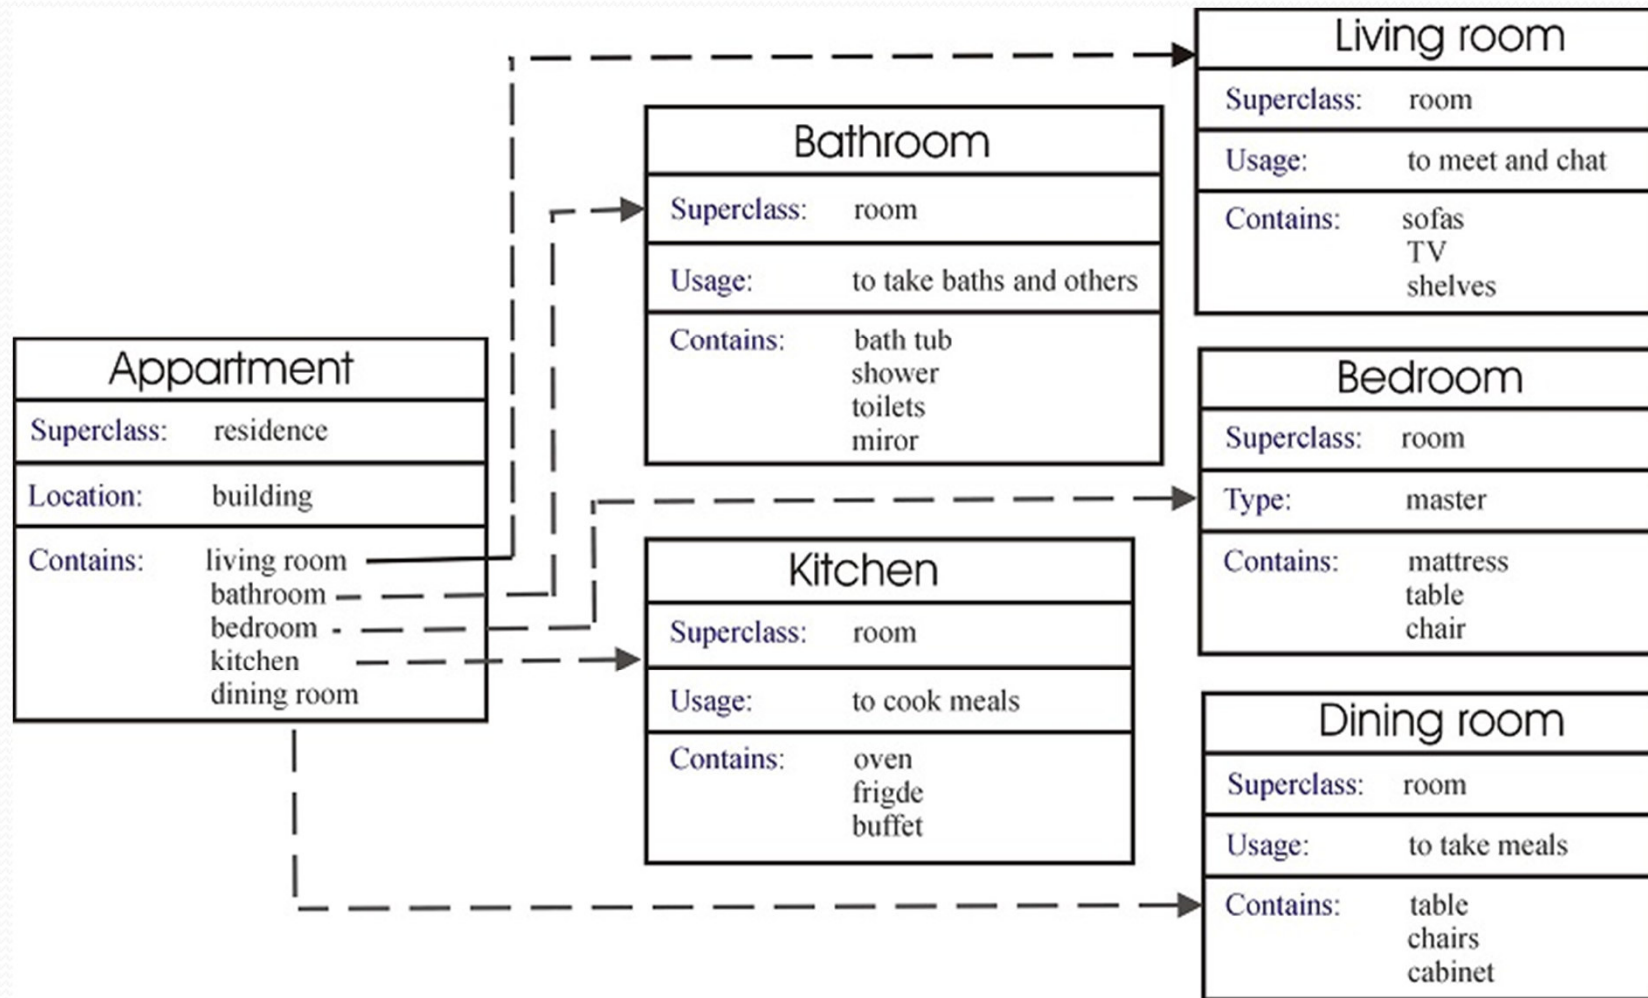 Appartment
Superclass: residence
Location: building
Contains: living room
bathroom
bedroom
kitchen
dining room
Bathroom
Superclass: room
Usage: to take baths and others
Contains: bath tub
shower
toilets
miror
Kitchen
Superclass: room
Usage: to cook meals
Contains: oven
frigde
buffet
Living room
Superclass: room
Usage: to meet and chat
Contains: sofas
TV
shelves
Bedroom
Superclass: room
Type: master
Contains: mattress
table
chair
Dining room
Superclass: room
Usage: to take meals
Contains: table
chairs
cabinet